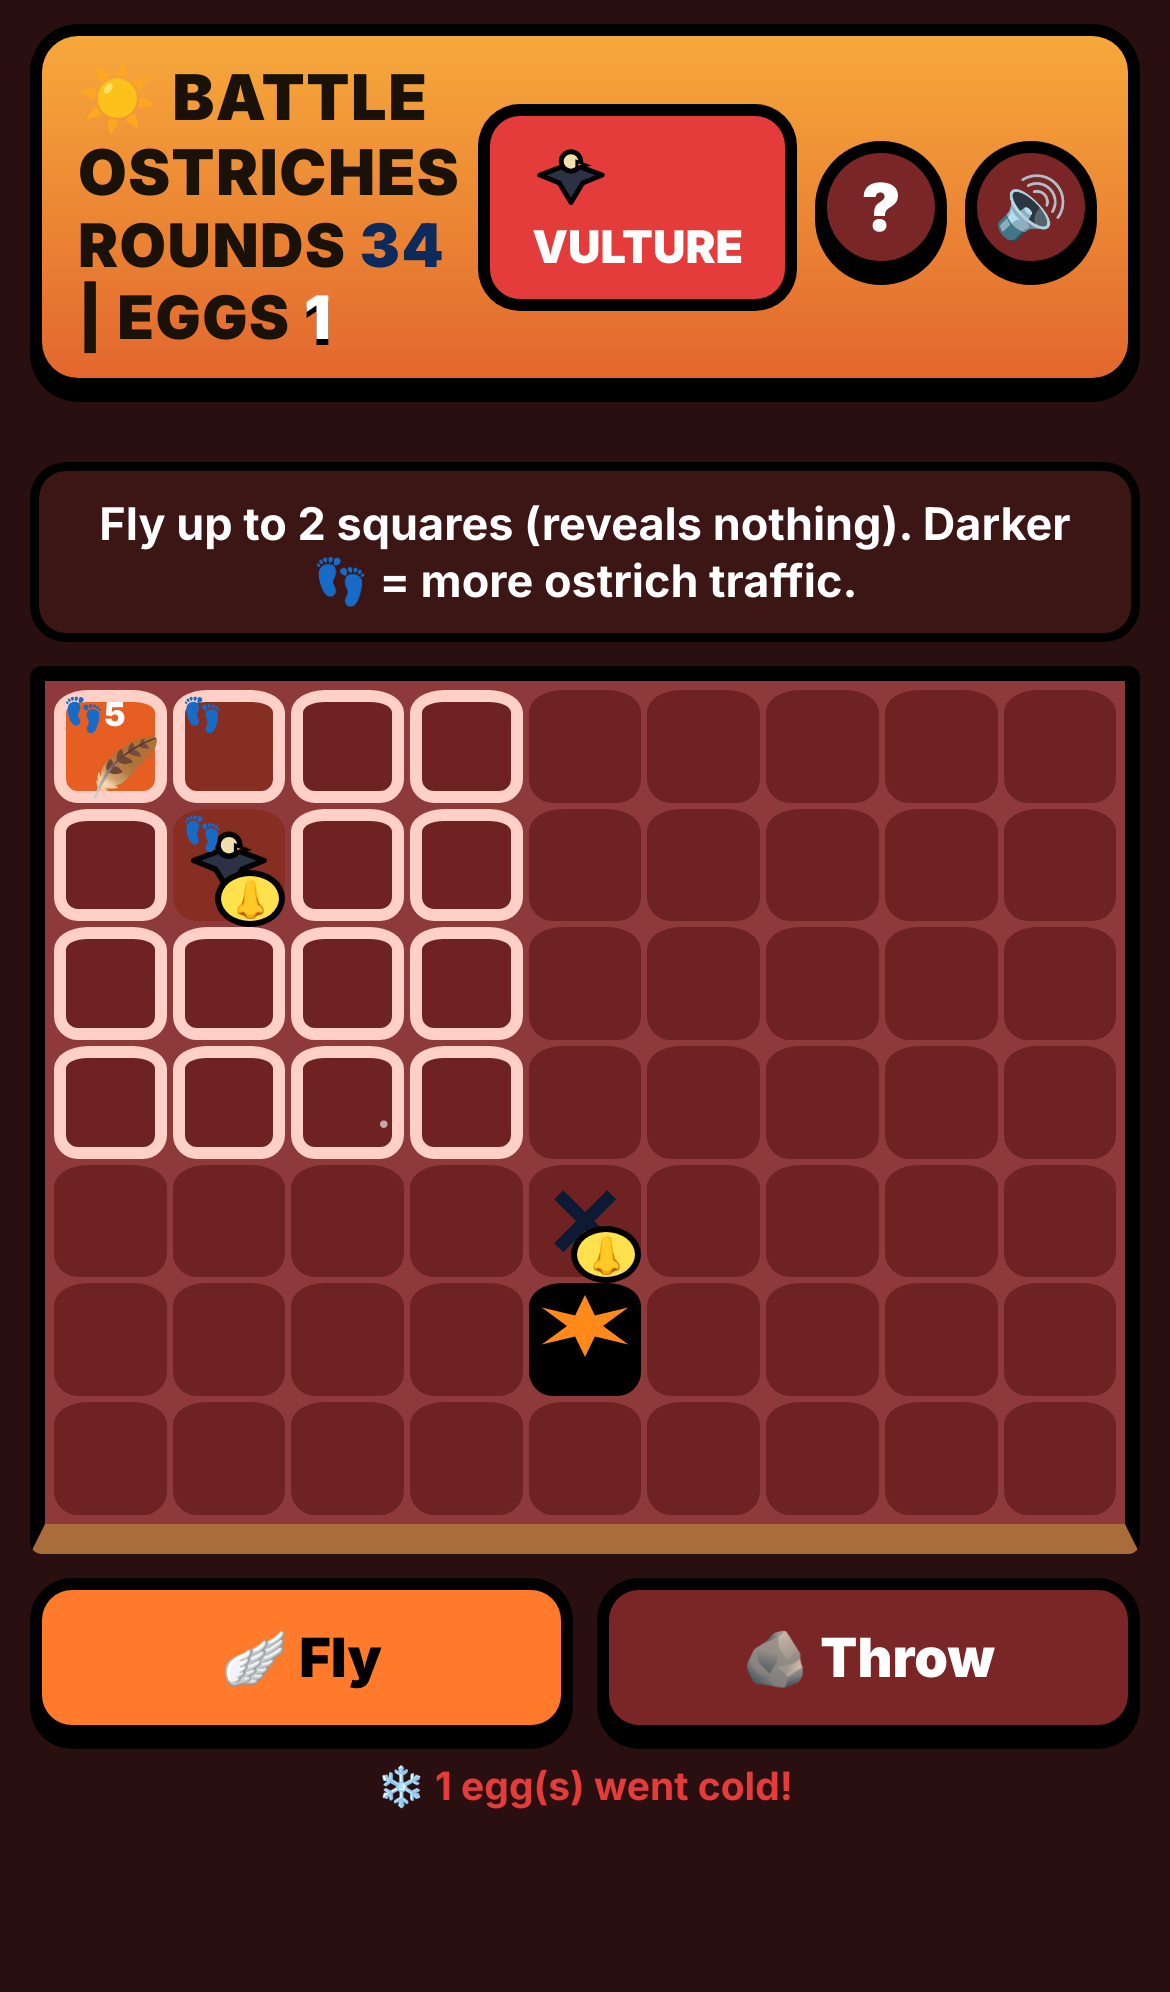 ☀️ BATTLE
OSTRICHES
ROUNDS 34
| EGGS 1
VULTURE
?
Fly up to 2 squares (reveals nothing). Darker
👣 = more ostrich traffic.
5
Fly
Throw
❄️ 1 egg(s) went cold!